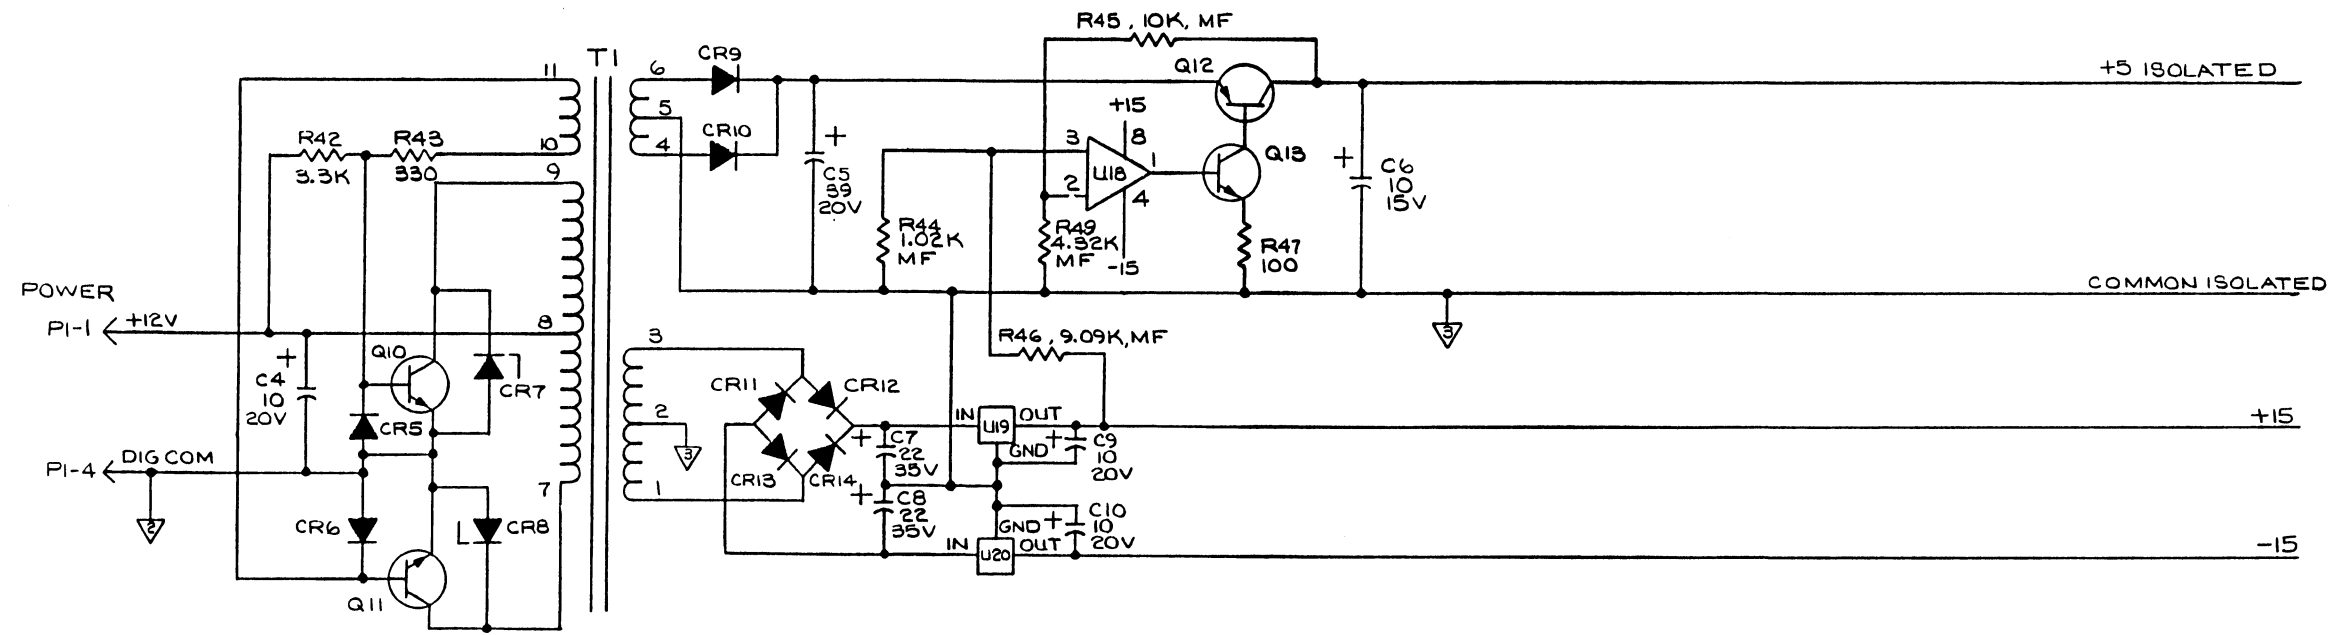 R45, 10K, MF
T1
CR9
11
6
Q12
+5 ISOLATED
5
+15
R42
R43
10
4
CR10
+
3
8
Q13
3.3K
330
9
C5
39
20V
U18
1
2
4
+
C6
10
15V
R44
1.02K
MF
R49
4.32K
MF
-15
R47
100
POWER
COMMON ISOLATED
P1-1
+12V
8
3
R46, 9.09K, MF
3
+
Q10
C4
10
20V
CR7
CR11
CR12
2
IN
U19
OUT
+15
CR5
3
+
C7
22
35V
GND
+
C9
10
20V
P1-4
DIG COM
7
1
CR13
CR14
+
C8
22
35V
2
CR6
CR8
GND
+
C10
10
20V
IN
U20
OUT
-15
Q11